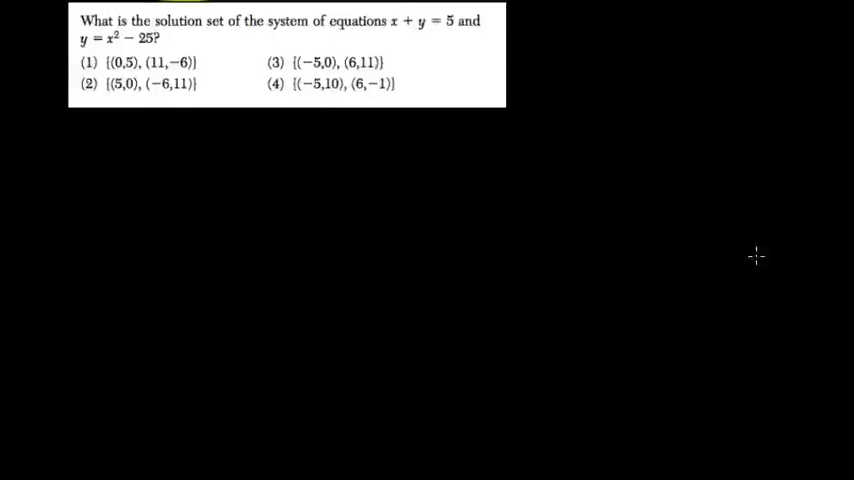 What is the solution set of the system of equations x + y = 5 and
y = x² − 25?
(1) {(0,5), (11,−6)} (3) {(−5,0), (6,11)}
(2) {(5,0), (−6,11)} (4) {(−5,10), (6,−1)}